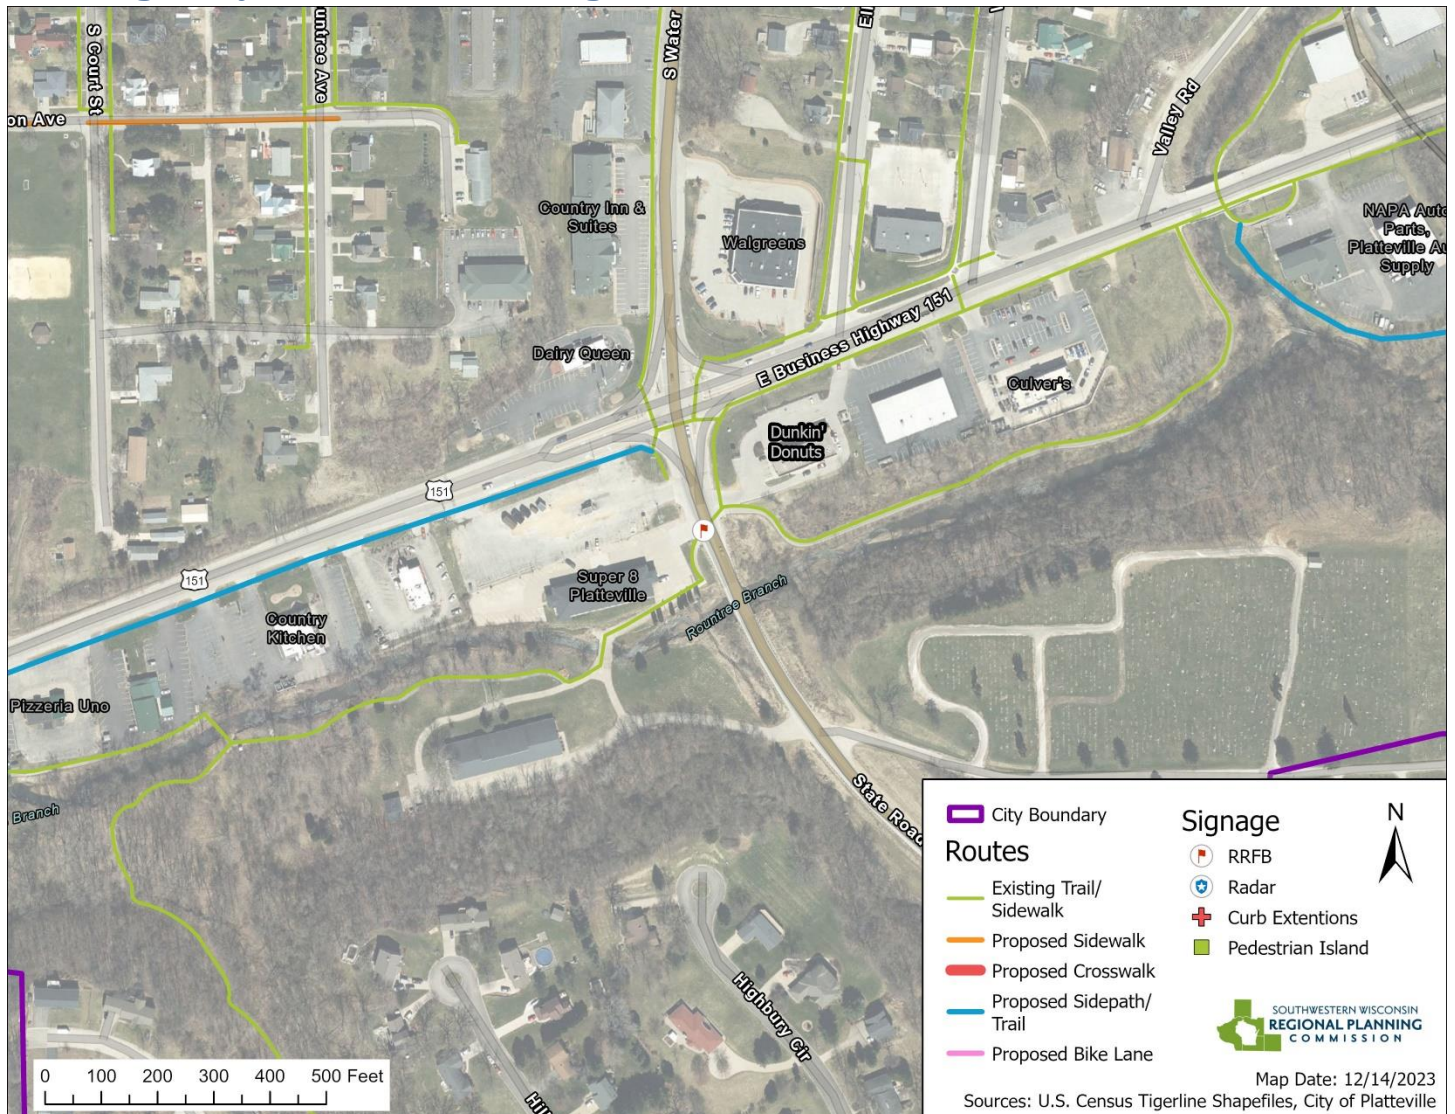 S Court St
untree Ave
S Water
Valley Rd
on Ave
Country Inn &
Suites
Walgreens
NAPA Auto
Parts,
Platteville Au
Supply
Dairy Queen
E Business Highway 151
Culver's
Dunkin'
Donuts
151
151
Super 8
Platteville
Rountree Branch
Country
Kitchen
Pizzeria Uno
Branch
State Road
Highbury Cir
Hil
City Boundary
Routes
Existing Trail/
Sidewalk
Proposed Sidewalk
Proposed Crosswalk
Proposed Sidepath/
Trail
Proposed Bike Lane
Signage
RRFB
Radar
Curb Extentions
Pedestrian Island
N
SOUTHWESTERN WISCONSIN
REGIONAL PLANNING
COMMISSION
0 100 200 300 400 500 Feet
Map Date: 12/14/2023
Sources: U.S. Census Tigerline Shapefiles, City of Platteville